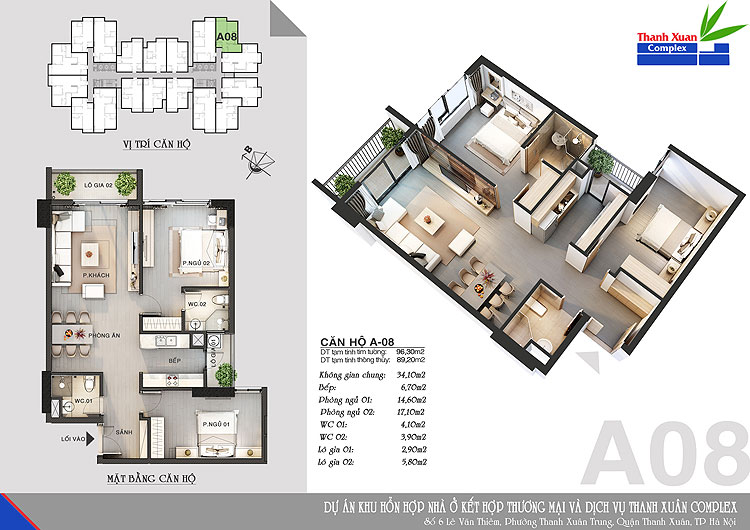 A08
VỊ TRÍ CĂN HỘ
B
LÔ GIA 02
P.KHÁCH
P.NGỦ 02
WC.02
PHÒNG ĂN
BẾP
LÔ GIA 01
WC.01
P.NGỦ 01
LỐI VÀO
SẢNH
MẶT BẰNG CĂN HỘ
Thanh Xuan
Complex
CĂN HỘ A-08
DT tạm tính tim tường: 96,30m2
DT tạm tính thông thủy: 89,20m2
Không gian chung: 34,10m2
Bếp: 6,70m2
Phòng ngủ 01: 14,60m2
Phòng ngủ 02: 17,10m2
WC 01: 4,10m2
WC 02: 3,90m2
Lô gia 01: 2,90m2
Lô gia 02: 5,80m2
A08
DỰ ÁN KHU HỖN HỢP NHÀ Ở KẾT HỢP THƯƠNG MẠI VÀ DỊCH VỤ THANH XUÂN COMPLEX
Số 6 Lê Văn Thiêm, Phường Thanh Xuân Trung, Quận Thanh Xuân, TP Hà Nội